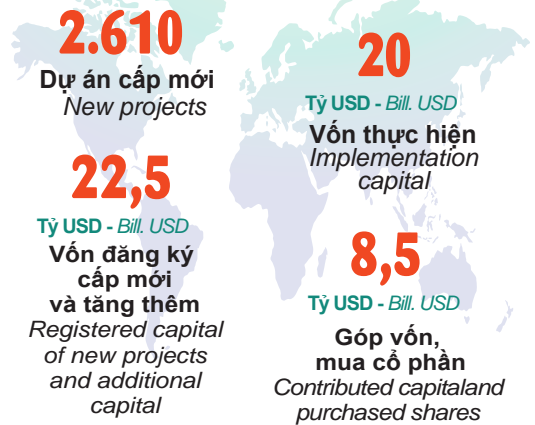 2.610
Dự án cấp mới
New projects
20
Tỷ USD - Bill. USD
Vốn thực hiện
Implementation
capital
22,5
Tỷ USD - Bill. USD
Vốn đăng ký
cấp mới
và tăng thêm
Registered capital
of new projects
and additional
capital
8,5
Tỷ USD - Bill. USD
Góp vốn,
mua cổ phần
Contributed capitaland
purchased shares